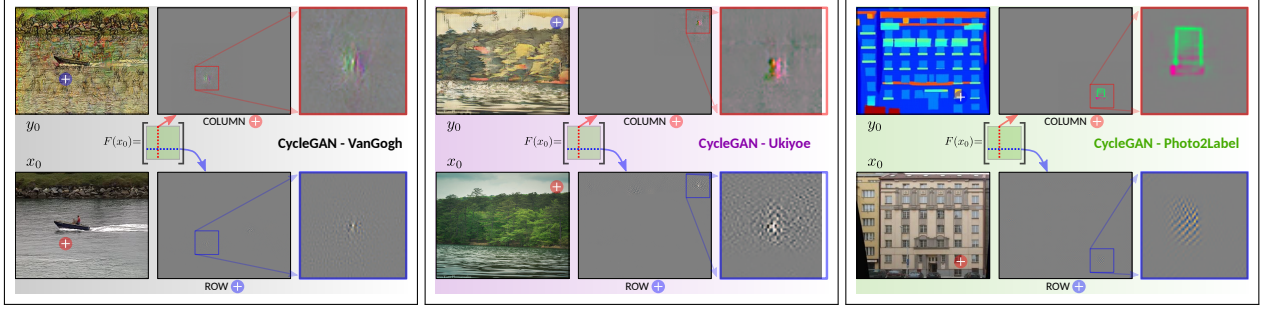 y₀
COLUMN
F(x₀)=
CycleGAN - VanGogh
x₀
ROW
y₀
COLUMN
F(x₀)=
CycleGAN - Ukiyoe
x₀
ROW
y₀
COLUMN
F(x₀)=
CycleGAN - Photo2Label
x₀
ROW